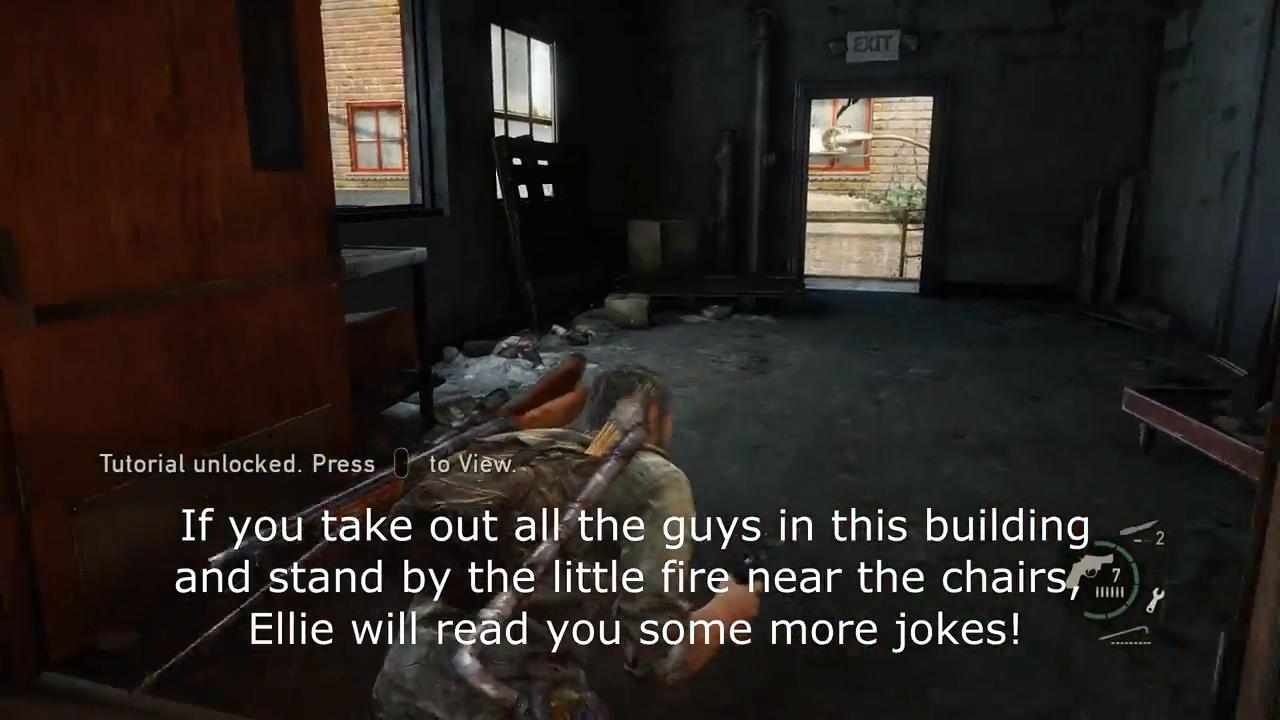 EXIT
Tutorial unlocked. Press to View.
If you take out all the guys in this building
and stand by the little fire near the chairs,
Ellie will read you some more jokes!
2
7